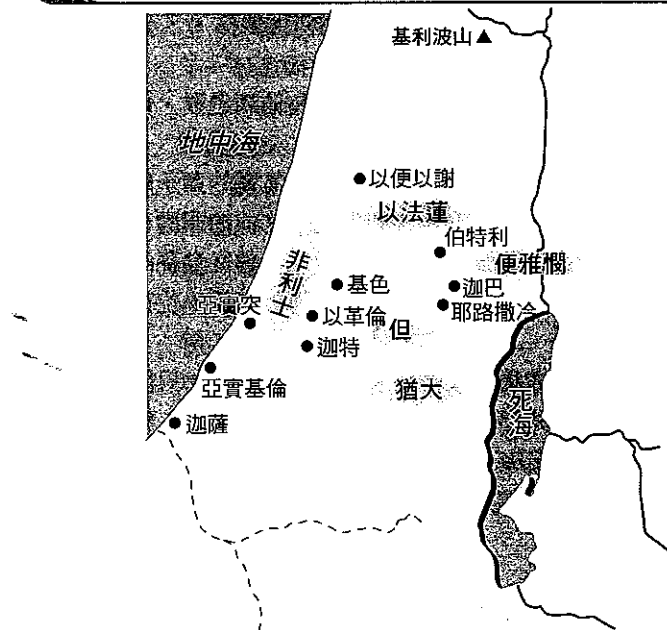 基利波山
地中海
以便以謝
以法蓮
伯特利
便雅憫
非利士
基色
迦巴
亞實突
以革倫
但
耶路撒冷
迦特
亞實基倫
猶大
死海
迦薩